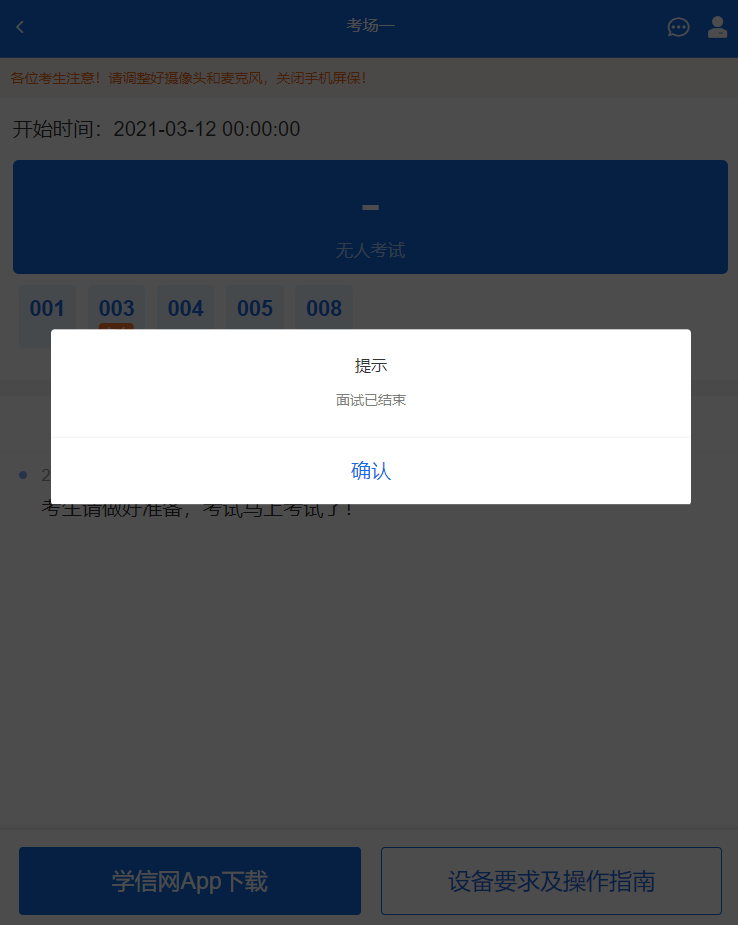 考场一
各位考生注意！请调整好摄像头和麦克风，关闭手机屏保！
开始时间：2021-03-12 00:00:00
-
无人考试
001 003 004 005 008
提示
面试已结束
确认
2
考生请做好准备，考试马上考试了！
学信网App下载 设备要求及操作指南